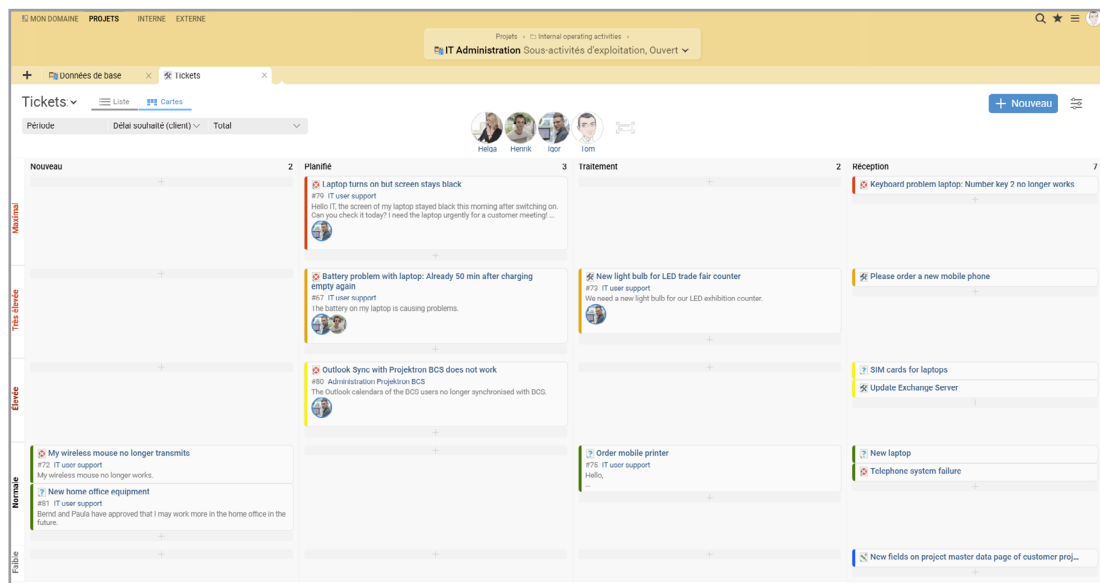 MON DOMAINE PROJETS INTERNE EXTERNE
Projets › Internal operating activities ›
IT Administration Sous-activités d'exploitation, Ouvert
Données de base
Tickets
Tickets:
Liste
Cartes
Nouveau
Période
Délai souhaité (client)
Total
Helga
Henrik
Igor
Tom
Nouveau 2
Planifié 3
Traitement 2
Réception 7
Maximal
Laptop turns on but screen stays black
#79 IT user support
Hello IT, the screen of my laptop stayed black this morning after switching on.
Can you check it today? I need the laptop urgently for a customer meeting! ...
Keyboard problem laptop: Number key 2 no longer works
Très élevée
Battery problem with laptop: Already 50 min after charging
empty again
#67 IT user support
The battery on my laptop is causing problems.
New light bulb for LED trade fair counter
#73 IT user support
We need a new light bulb for our LED exhibition counter.
Please order a new mobile phone
Élevée
Outlook Sync with Projektron BCS does not work
#80 Administration Projektron BCS
The Outlook calendars of the BCS users no longer synchronised with BCS.
SIM cards for laptops
Update Exchange Server
Normale
My wireless mouse no longer transmits
#72 IT user support
My wireless mouse no longer works.
New home office equipment
#81 IT user support
Bernd and Paula have approved that I may work more in the home office in the
future.
Order mobile printer
#75 IT user support
Hello,
...
New laptop
Telephone system failure
Faible
New fields on project master data page of customer proj...